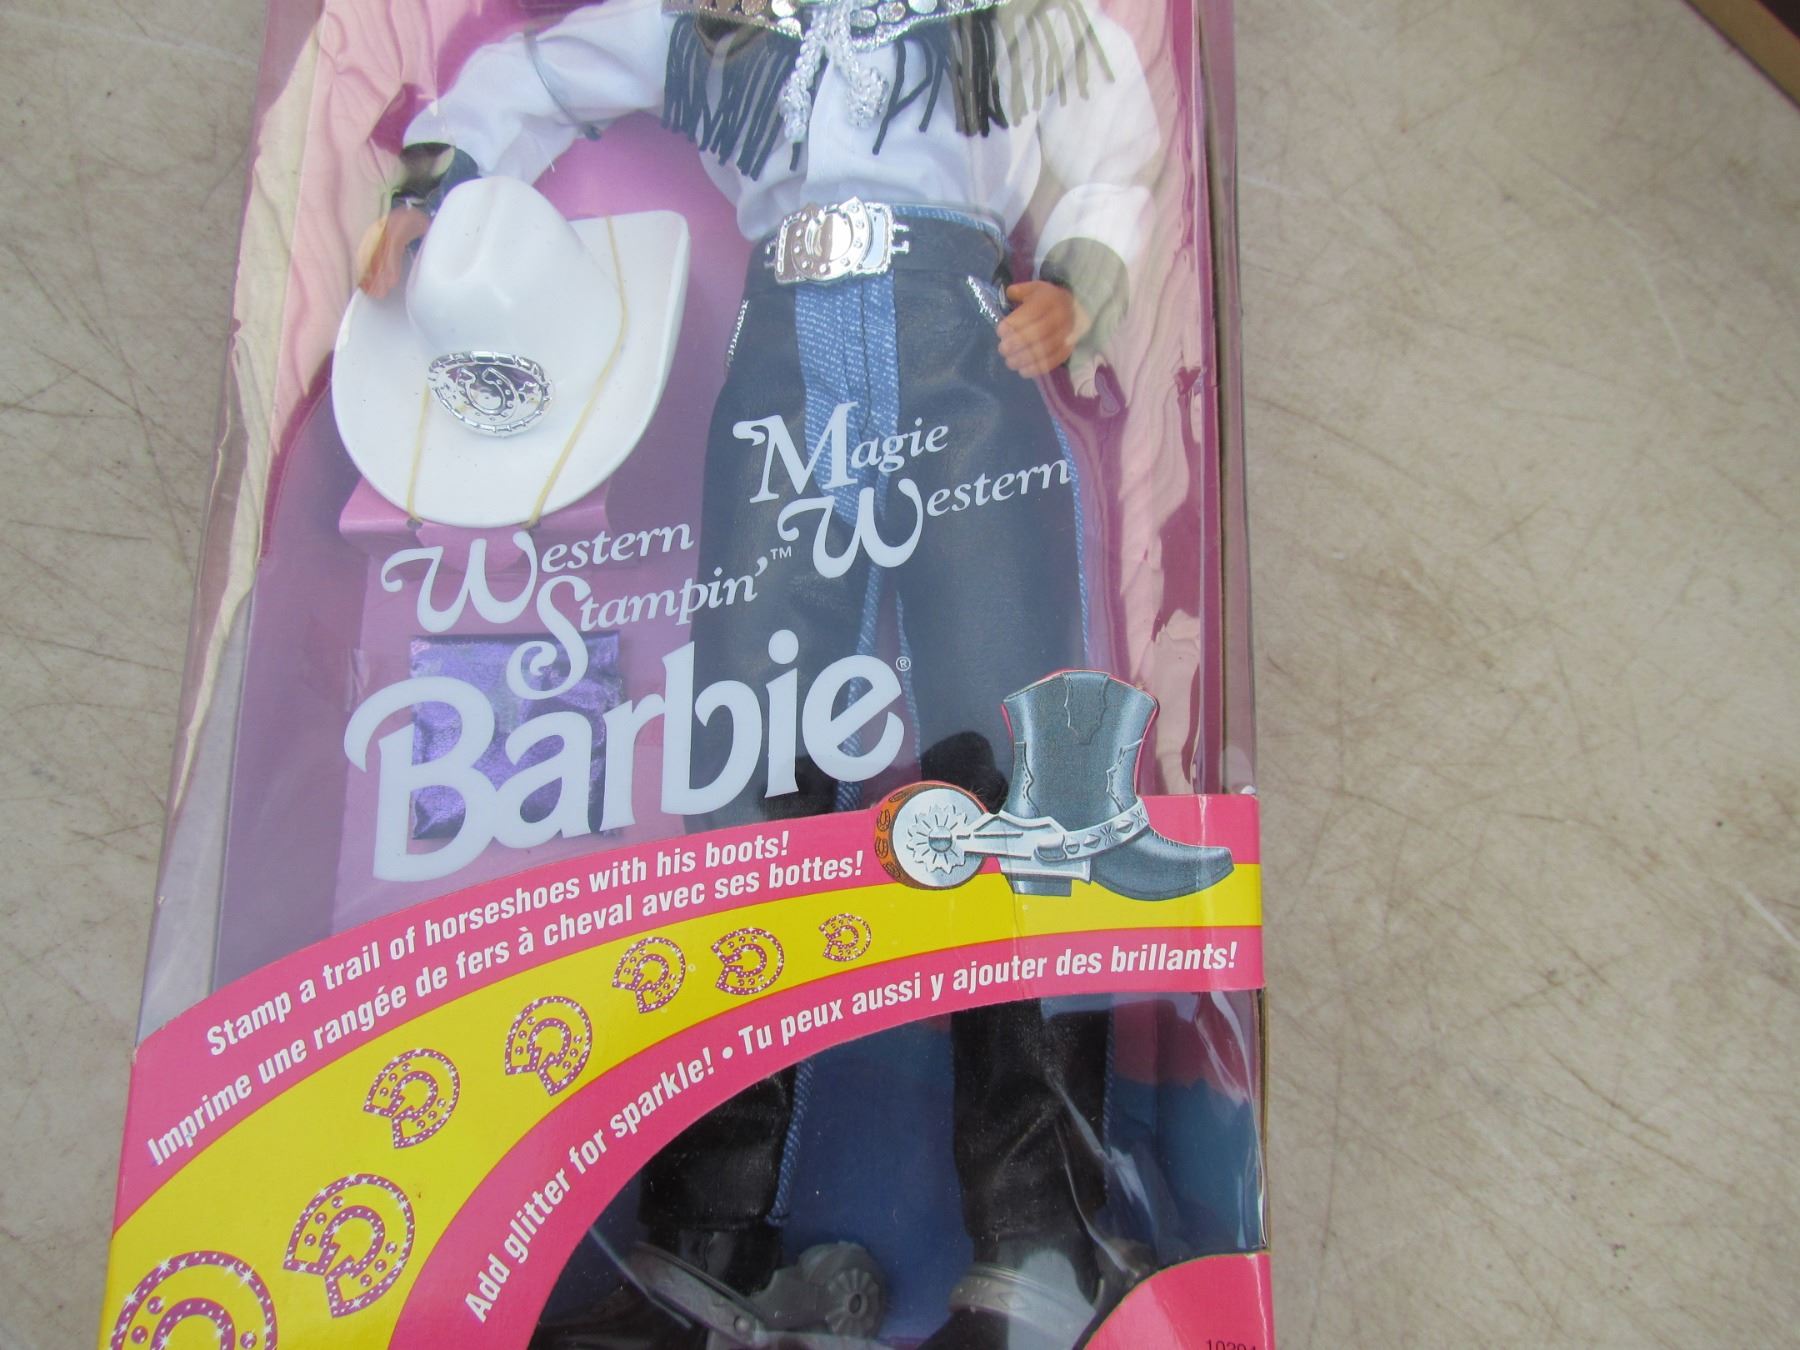 Magie
Western
Western
Stampin'™
Barbie®
Stamp a trail of horseshoes with his boots!
Imprime une rangée de fers à cheval avec ses bottes!
Add glitter for sparkle! • Tu peux aussi y ajouter des brillants!